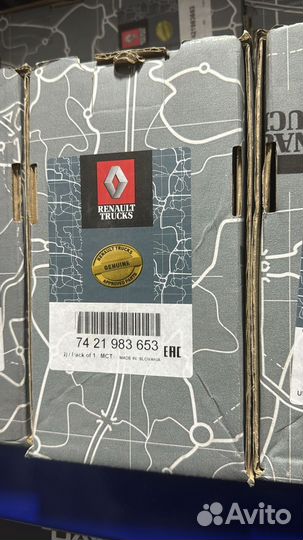 RENAULT
TRUCKS
RENAULT TRUCKS
GENUINE
APPROVED PARTS
74 21 983 653
Pack of 1 MCT MADE IN SLOVAKIA
EAC
Avito